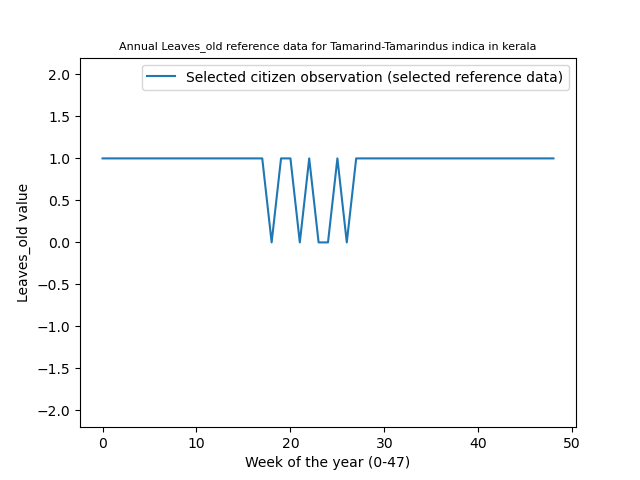 Annual Leaves_old reference data for Tamarind-Tamarindus indica in kerala
Selected citizen observation (selected reference data)
2.0
1.5
1.0
0.5
0.0
−0.5
−1.0
−1.5
−2.0
Leaves_old value
0 10 20 30 40 50
Week of the year (0-47)